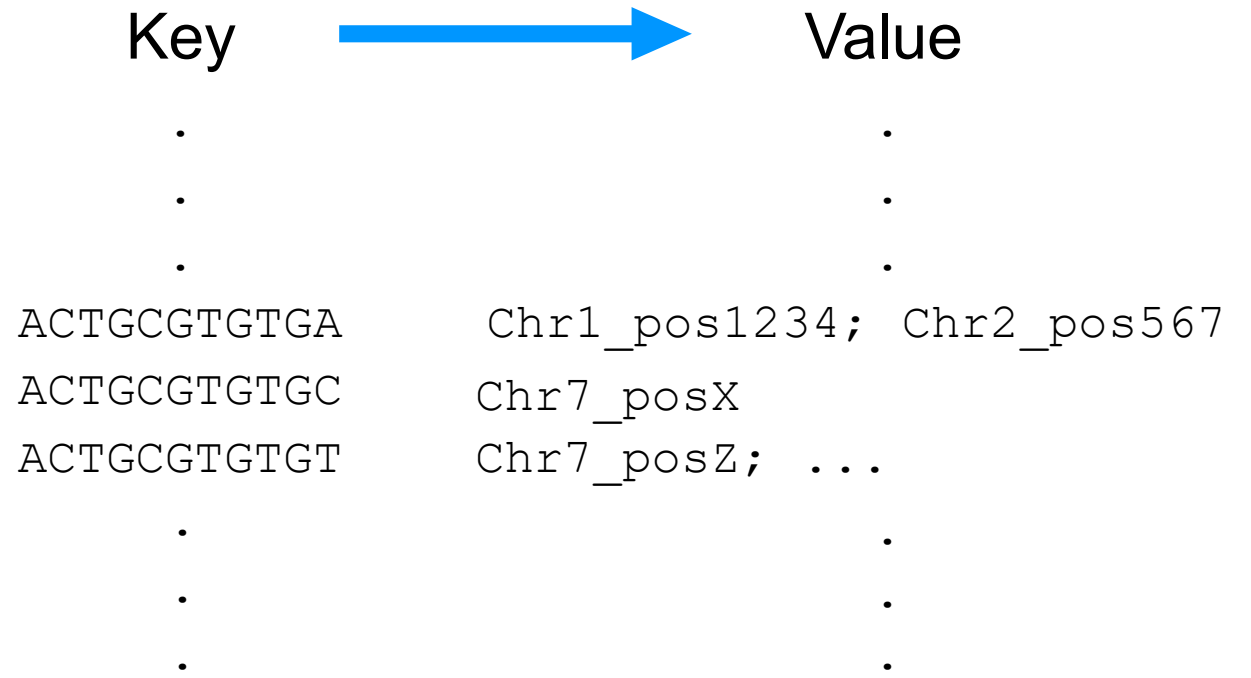 Key Value
. .
. .
. .
ACTGCGTGTGA Chr1_pos1234; Chr2_pos567
ACTGCGTGTGC Chr7_posX
ACTGCGTGTGT Chr7_posZ; ...
. .
. .
. .